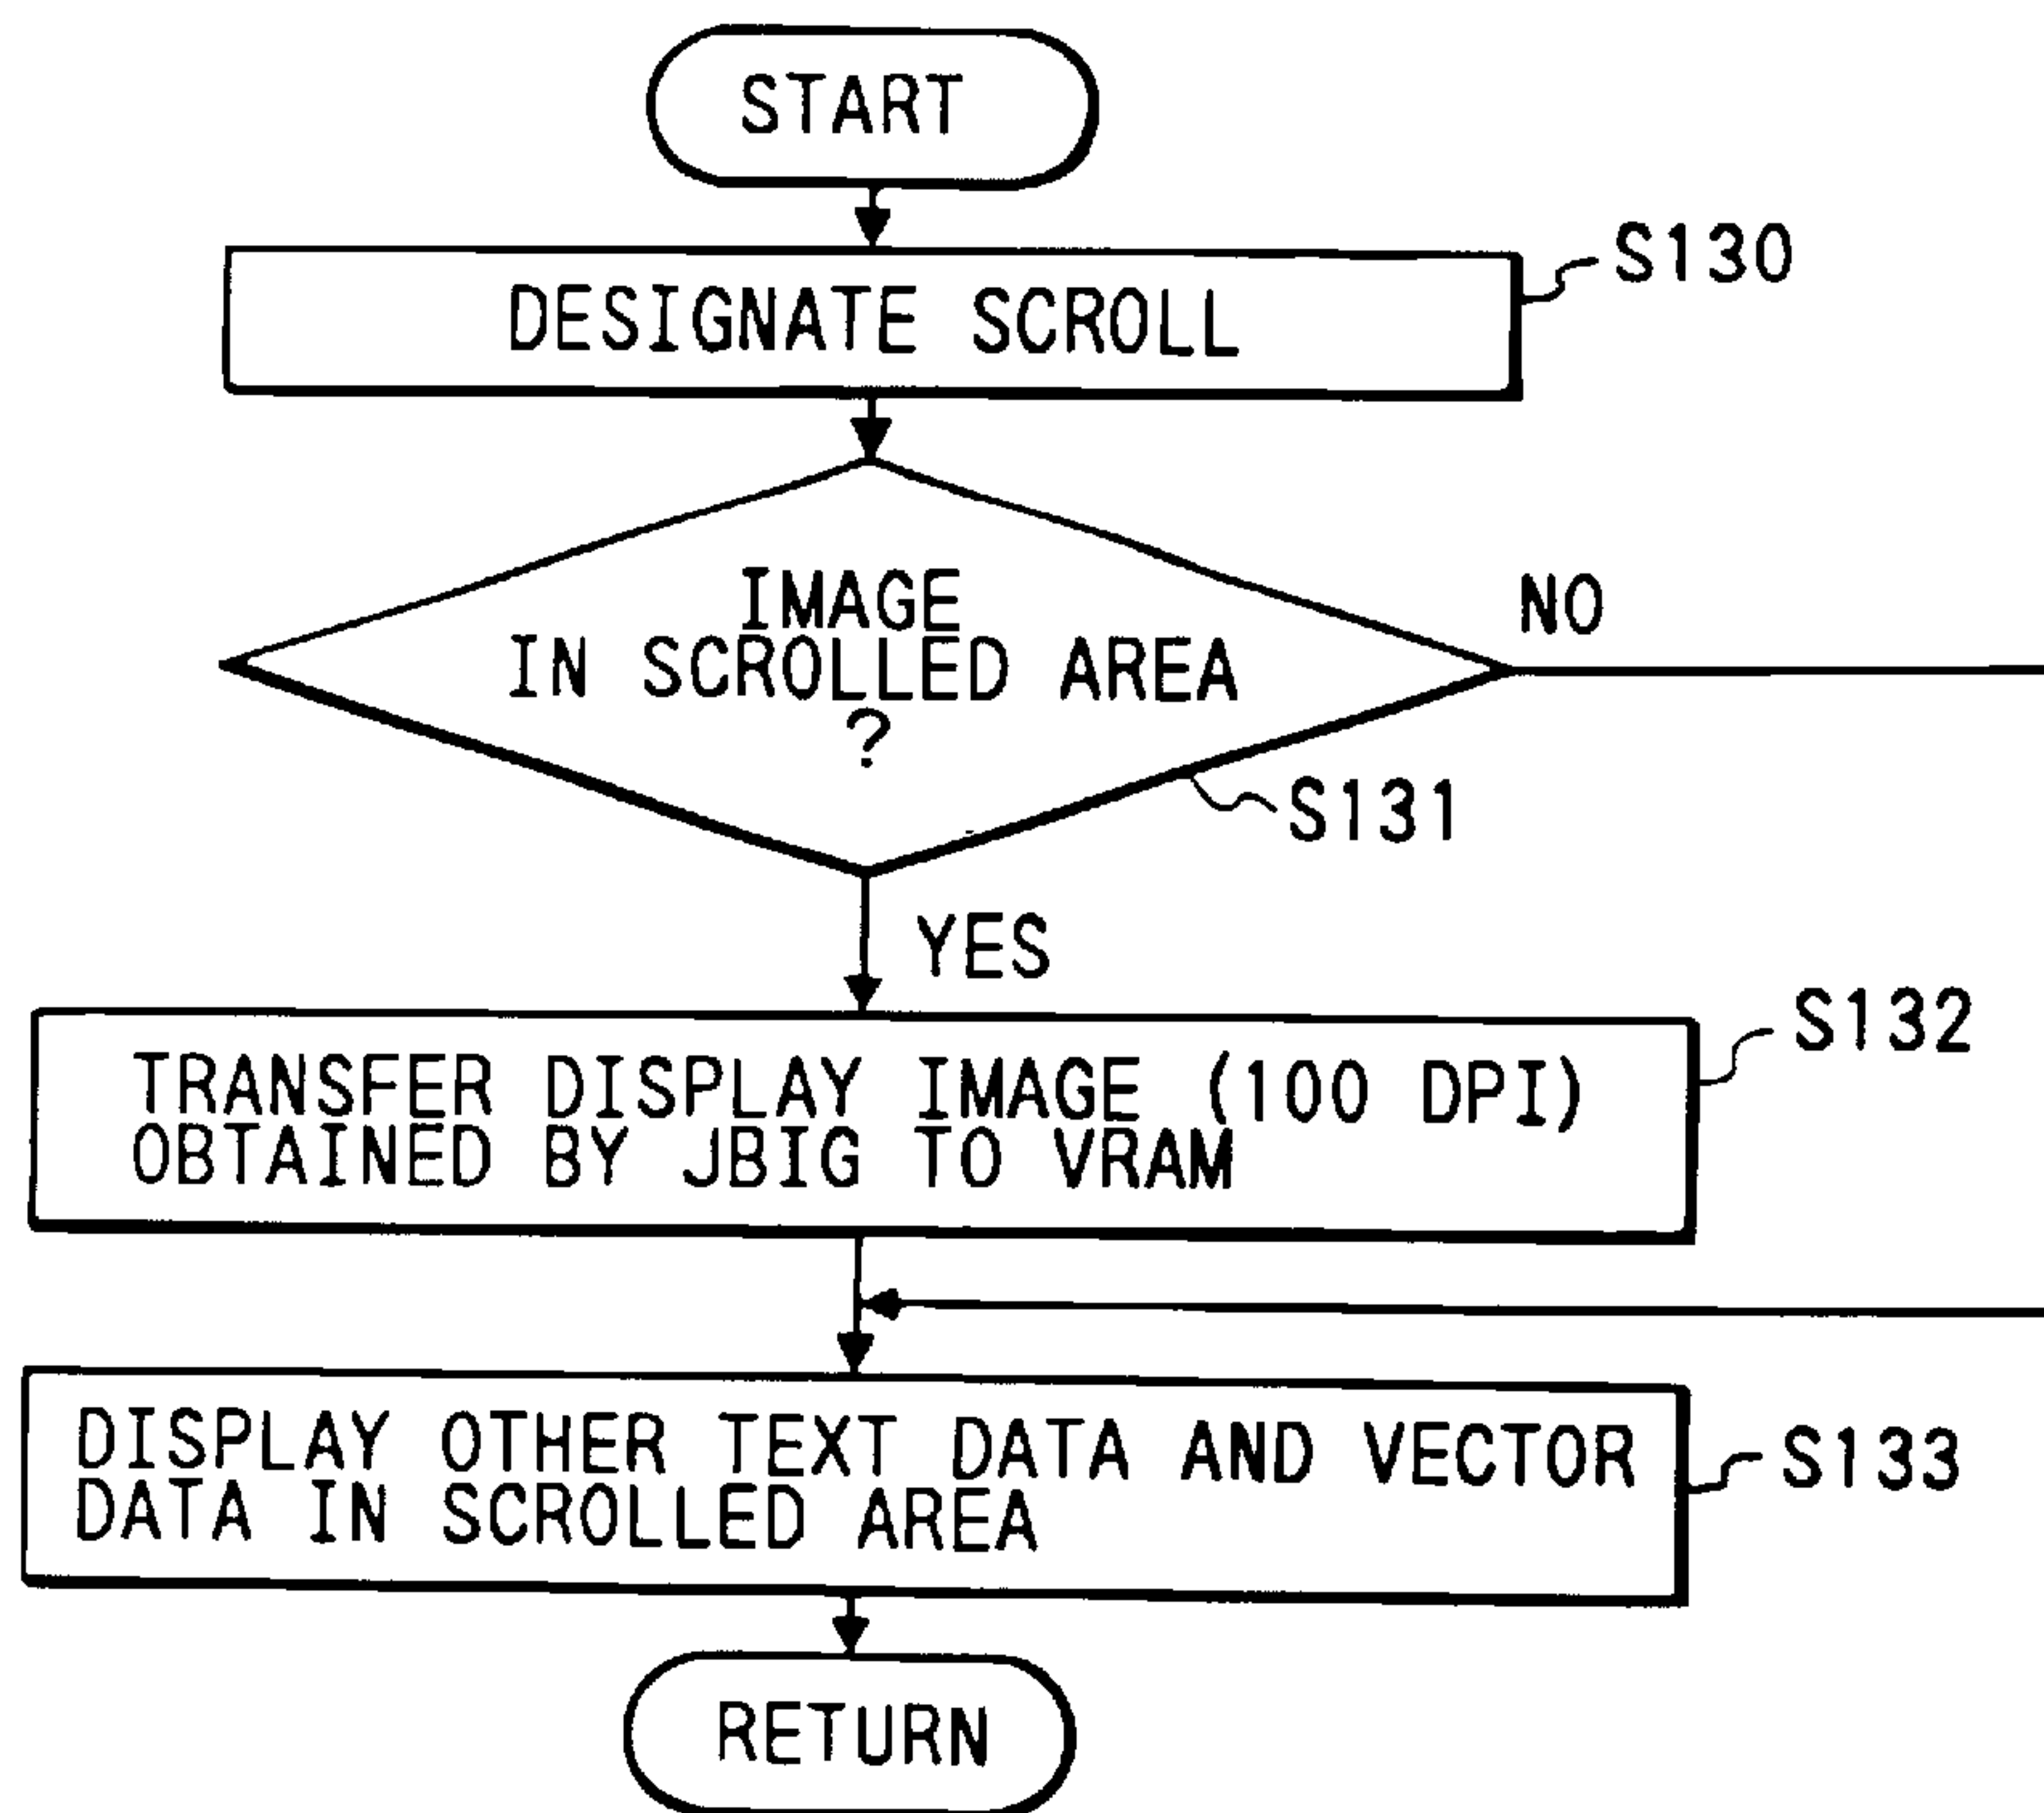 START
DESIGNATE SCROLL
S130
IMAGE
IN SCROLLED AREA
?
NO
S131
YES
S132
TRANSFER DISPLAY IMAGE (100 DPI)
OBTAINED BY JBIG TO VRAM
DISPLAY OTHER TEXT DATA AND VECTOR
DATA IN SCROLLED AREA
S133
RETURN